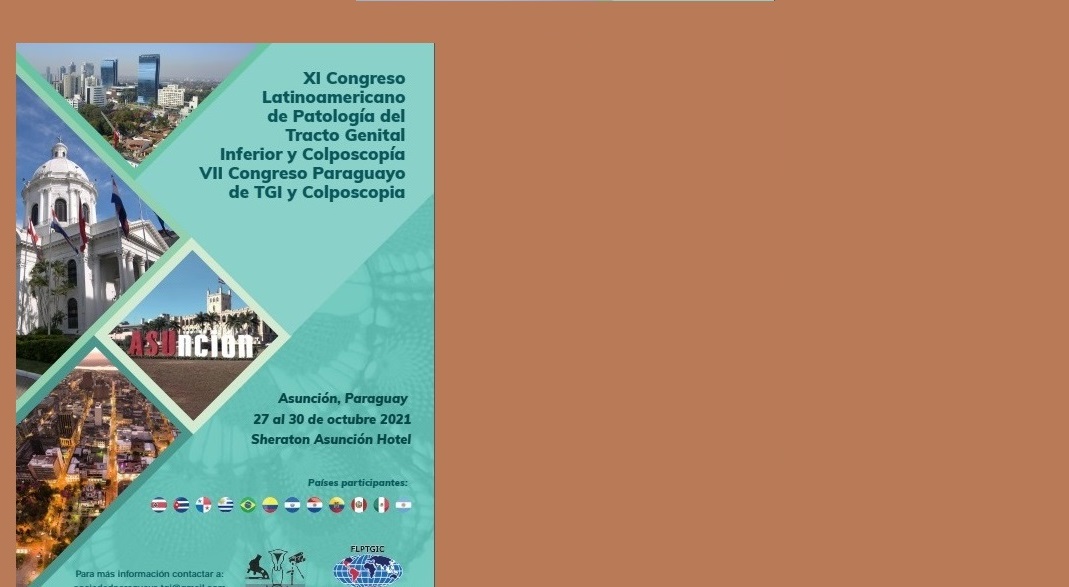 XI Congreso
Latinoamericano
de Patología del
Tracto Genital
Inferior y Colposcopía
VII Congreso Paraguayo
de TGI y Colposcopia
ASUnción
Asunción, Paraguay
27 al 30 de octubre 2021
Sheraton Asunción Hotel
Países participantes:
FLPTGIC
Para más información contactar a: